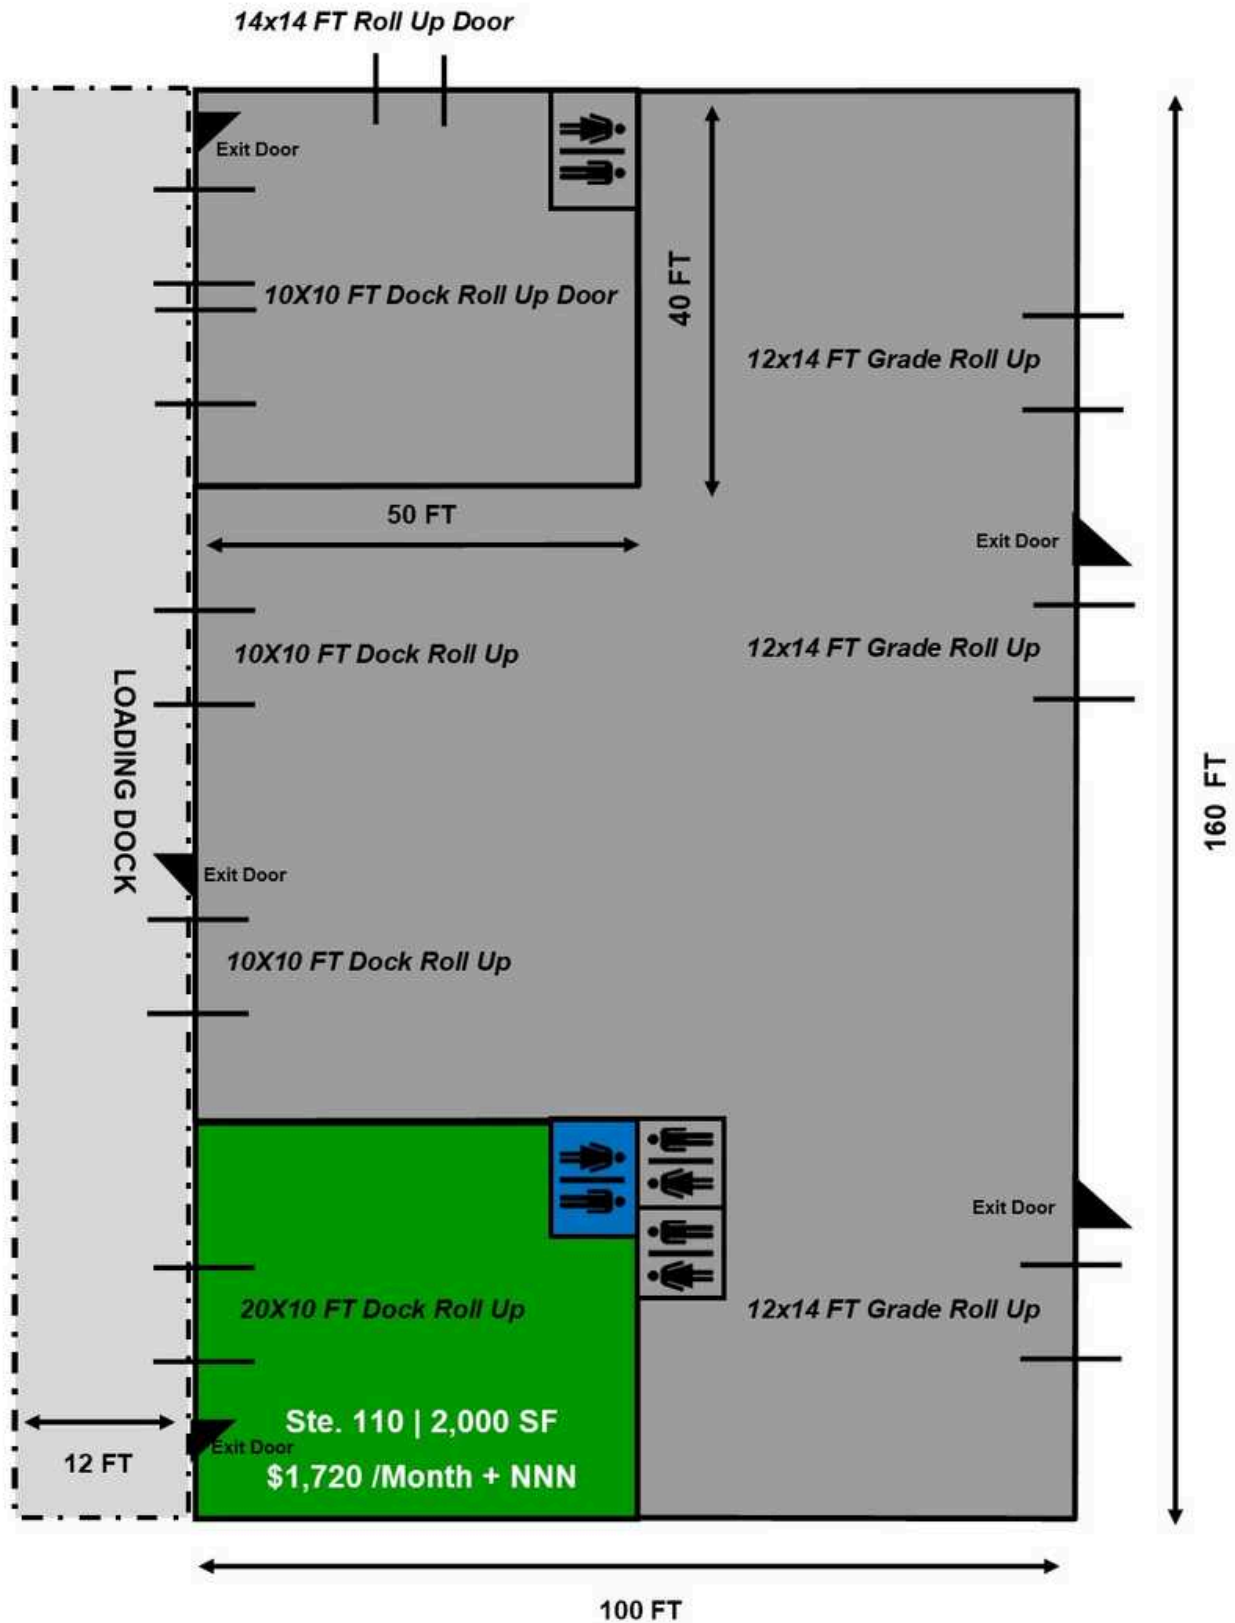 14x14 FT Roll Up Door
Exit Door
10X10 FT Dock Roll Up Door
40 FT
12x14 FT Grade Roll Up
50 FT
Exit Door
10X10 FT Dock Roll Up
12x14 FT Grade Roll Up
LOADING DOCK
160 FT
Exit Door
10X10 FT Dock Roll Up
Exit Door
20X10 FT Dock Roll Up
12x14 FT Grade Roll Up
Ste. 110 | 2,000 SF
Exit Door
12 FT
$1,720 /Month + NNN
100 FT